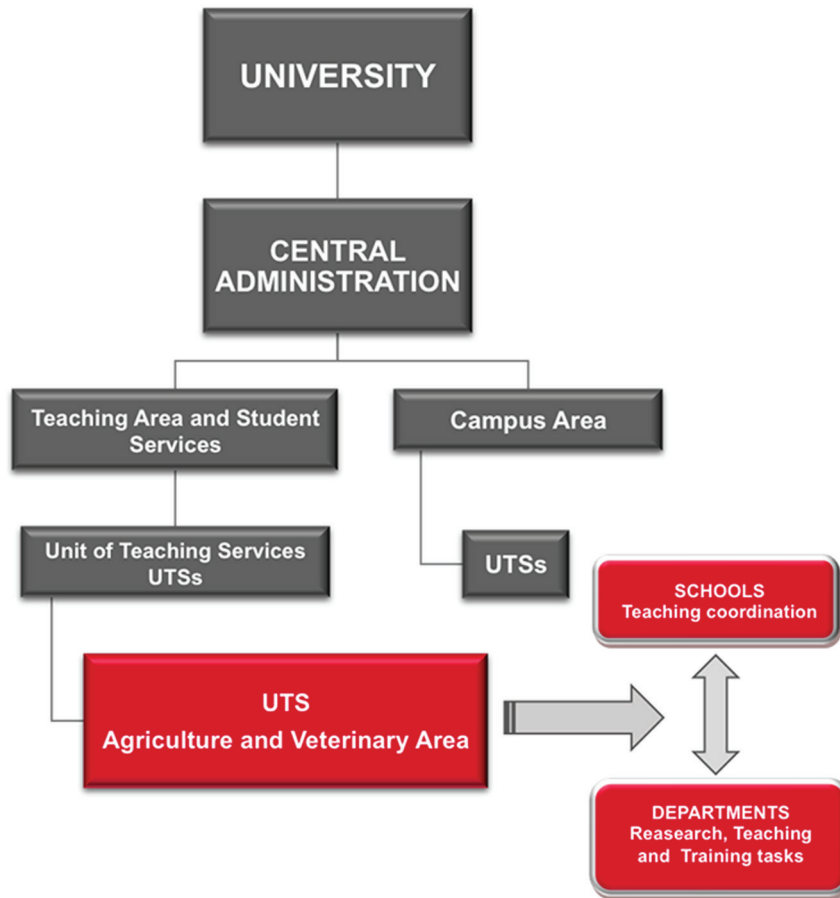 UNIVERSITY
CENTRAL
ADMINISTRATION
Teaching Area and Student
Services
Campus Area
Unit of Teaching Services
UTSs
UTSs
SCHOOLS
Teaching coordination
UTS
Agriculture and Veterinary Area
DEPARTMENTS
Reasearch, Teaching
and Training tasks